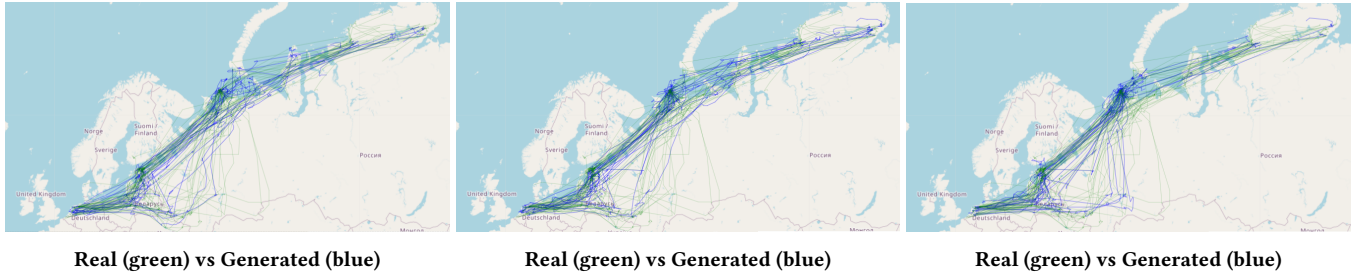 Norge
Suomi /
Finland
Sverige
United Kingdom
Россия
Беларусь
Deutschland
Norge
Suomi /
Finland
Sverige
United Kingdom
Россия
Deutschland
Norge
Suomi /
Finland
Sverige
United Kingdom
Россия
Deutschland
Real (green) vs Generated (blue)
Real (green) vs Generated (blue)
Real (green) vs Generated (blue)